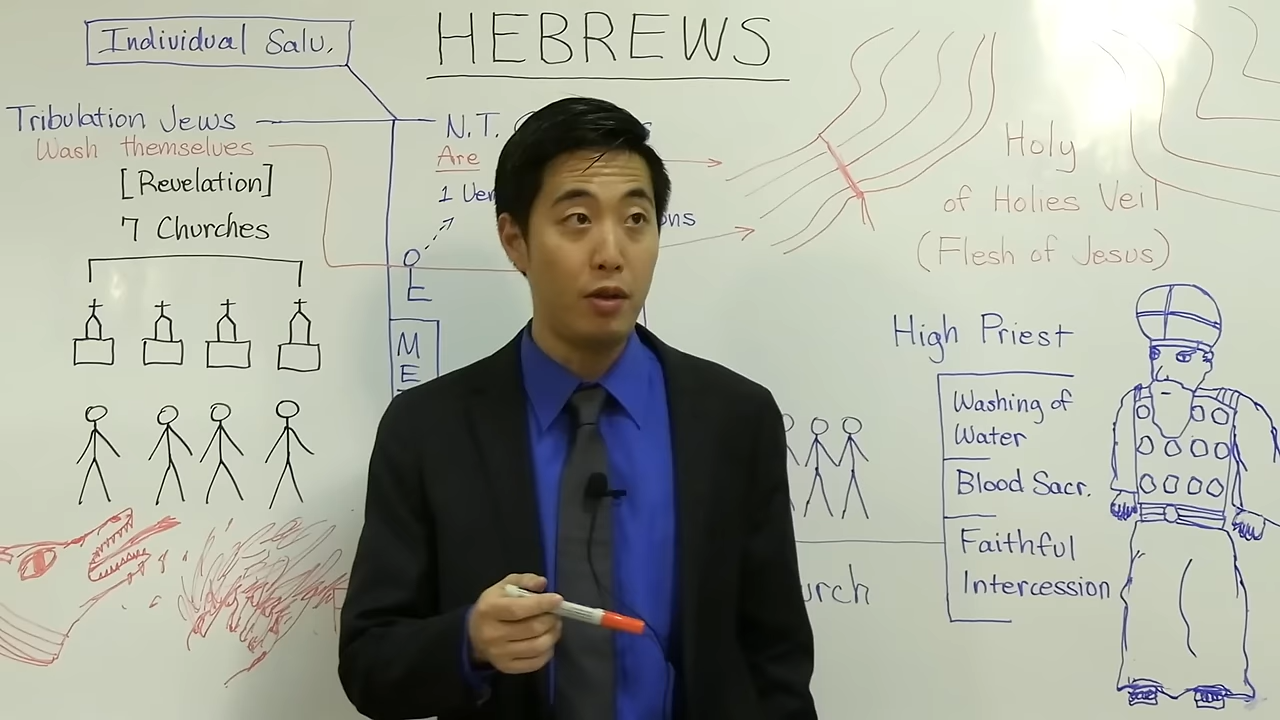 HEBREWS
Individual Salv.
Tribulation Jews
Wash themselves
[Revelation]
7 Churches
N.T.
Are
1
ME
Holy
of Holies Veil
(Flesh of Jesus)
High Priest
Washing of
Water
Blood Sacr.
Faithful
Intercession